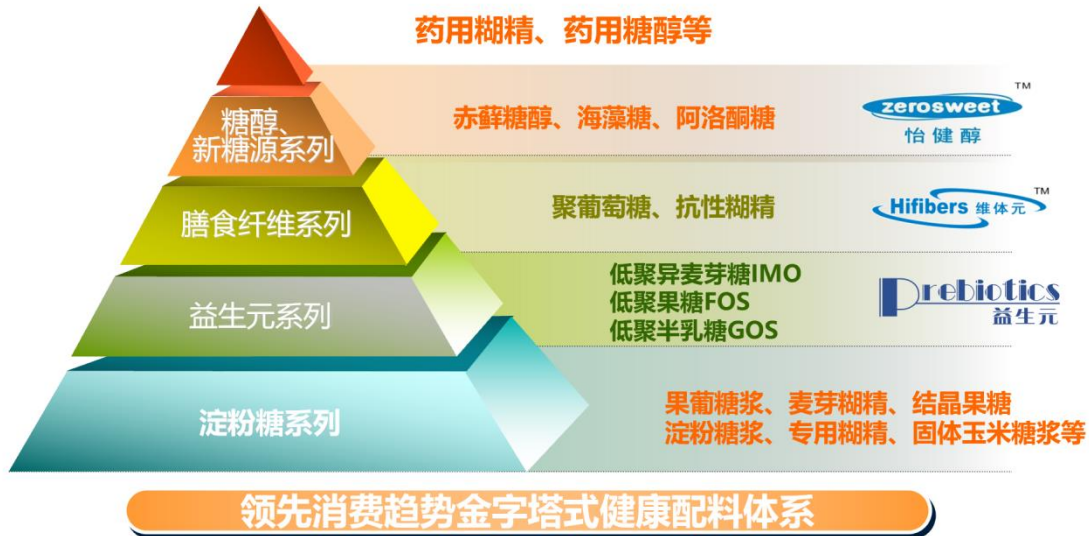 药用糊精、药用糖醇等
糖醇、
新糖源系列
赤藓糖醇、海藻糖、阿洛酮糖
TM
zerosweet
怡健醇
膳食纤维系列
聚葡萄糖、抗性糊精
TM
Hifibers 维体元
益生元系列
低聚异麦芽糖IMO
低聚果糖FOS
低聚半乳糖GOS
Prebiotics
益生元
淀粉糖系列
果葡糖浆、麦芽糊精、结晶果糖
淀粉糖浆、专用糊精、固体玉米糖浆等
领先消费趋势金字塔式健康配料体系